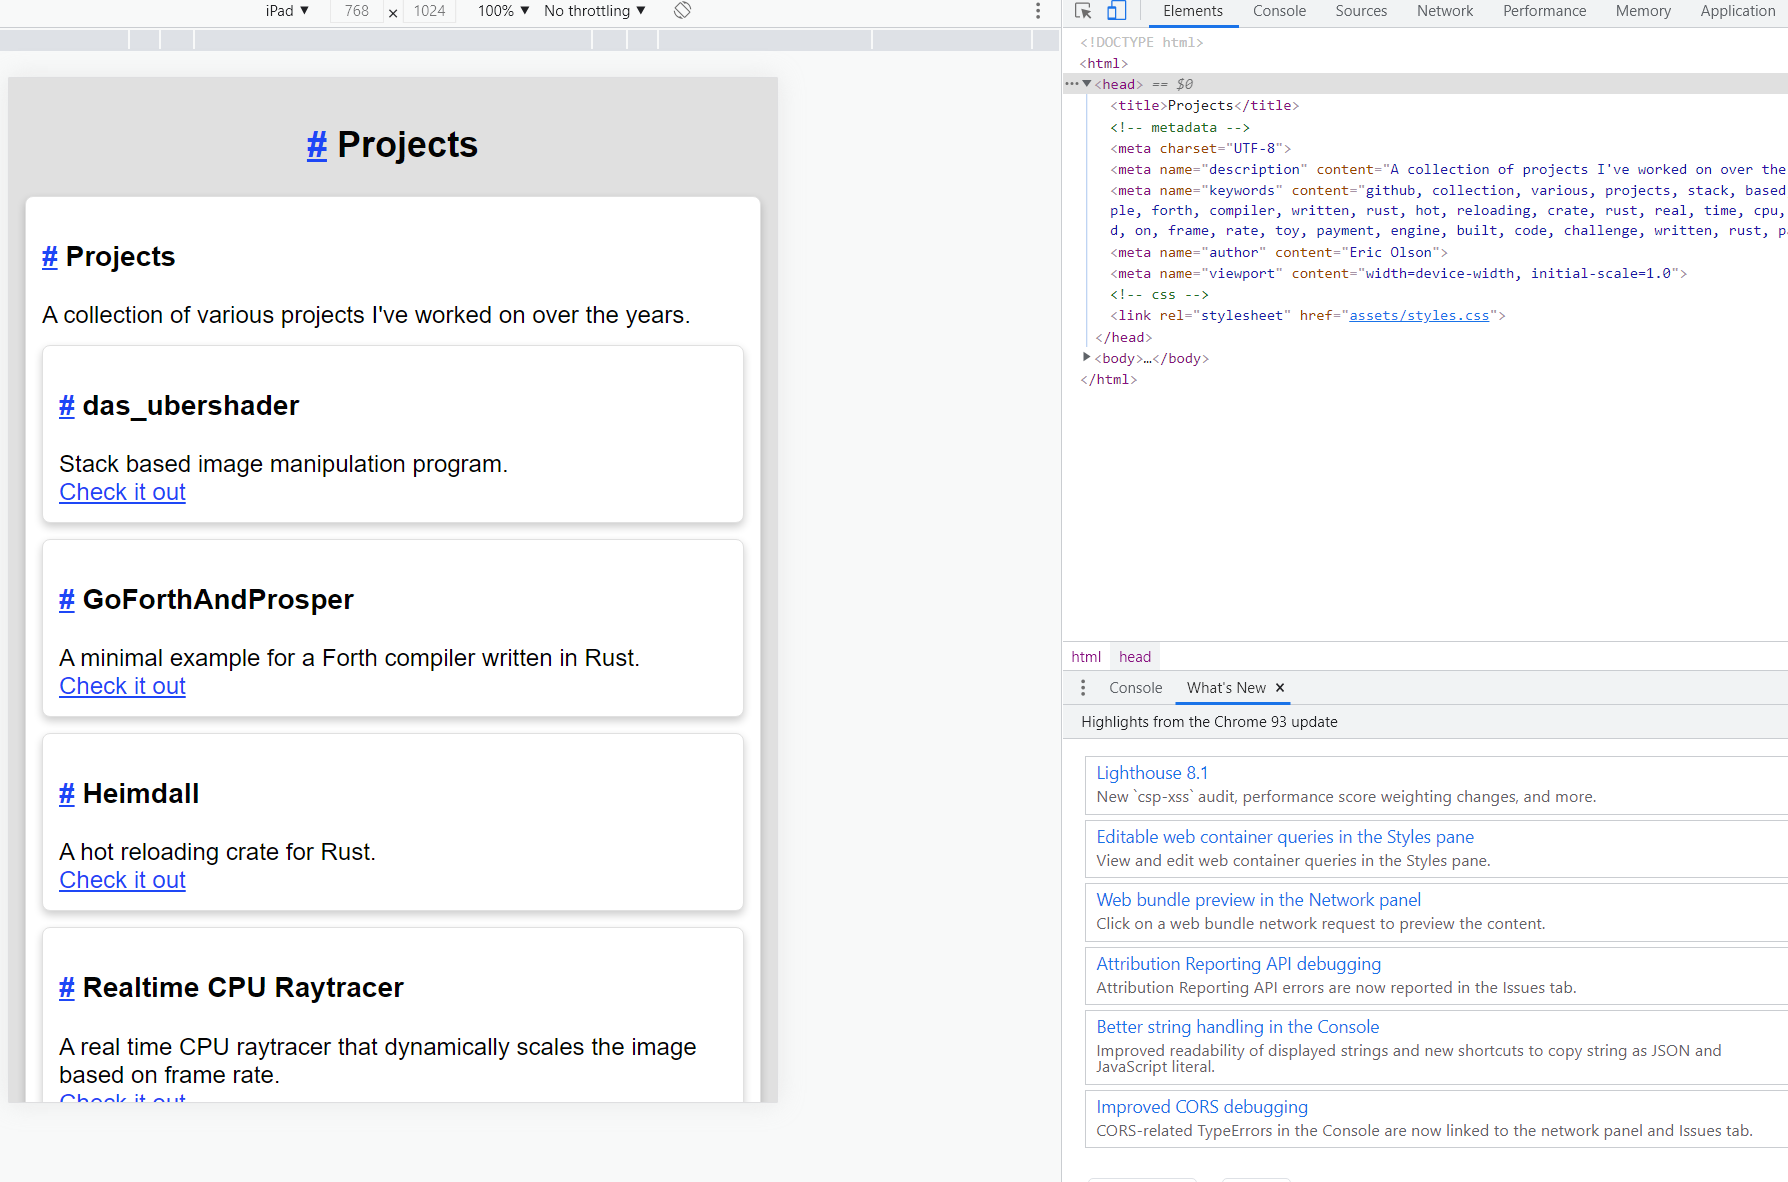 iPad ▼ 768 × 1024 100% ▼ No throttling ▼
# Projects
# Projects
A collection of various projects I've worked on over the years.
# das_ubershader
Stack based image manipulation program.
Check it out
# GoForthAndProsper
A minimal example for a Forth compiler written in Rust.
Check it out
# Heimdall
A hot reloading crate for Rust.
Check it out
# Realtime CPU Raytracer
A real time CPU raytracer that dynamically scales the image
based on frame rate.
Check it out
Elements Console Sources Network Performance Memory Application
<!DOCTYPE html>
<html>
<head> == $0
<title>Projects</title>
<!-- metadata -->
<meta charset="UTF-8">
<meta name="description" content="A collection of projects I've worked on over the
<meta name="keywords" content="github, collection, various, projects, stack, based
ple, forth, compiler, written, rust, hot, reloading, crate, rust, real, time, cpu,
d, on, frame, rate, toy, payment, engine, built, code, challenge, written, rust,
<meta name="author" content="Eric Olson">
<meta name="viewport" content="width=device-width, initial-scale=1.0">
<!-- css -->
<link rel="stylesheet" href="assets/styles.css">
</head>
<body>…</body>
</html>
html head
Console What's New ×
Highlights from the Chrome 93 update
Lighthouse 8.1
New `csp-xss` audit, performance score weighting changes, and more.
Editable web container queries in the Styles pane
View and edit web container queries in the Styles pane.
Web bundle preview in the Network panel
Click on a web bundle network request to preview the content.
Attribution Reporting API debugging
Attribution Reporting API errors are now reported in the Issues tab.
Better string handling in the Console
Improved readability of displayed strings and new shortcuts to copy string as JSON and
JavaScript literal.
Improved CORS debugging
CORS-related TypeErrors in the Console are now linked to the network panel and Issues tab.